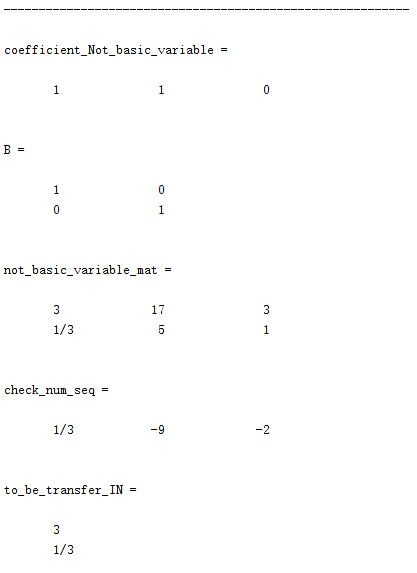 coefficient_Not_basic_variable =
1 1 0
B =
1 0
0 1
not_basic_variable_mat =
3 17 3
1/3 5 1
check_num_seq =
1/3 -9 -2
to_be_transfer_IN =
3
1/3